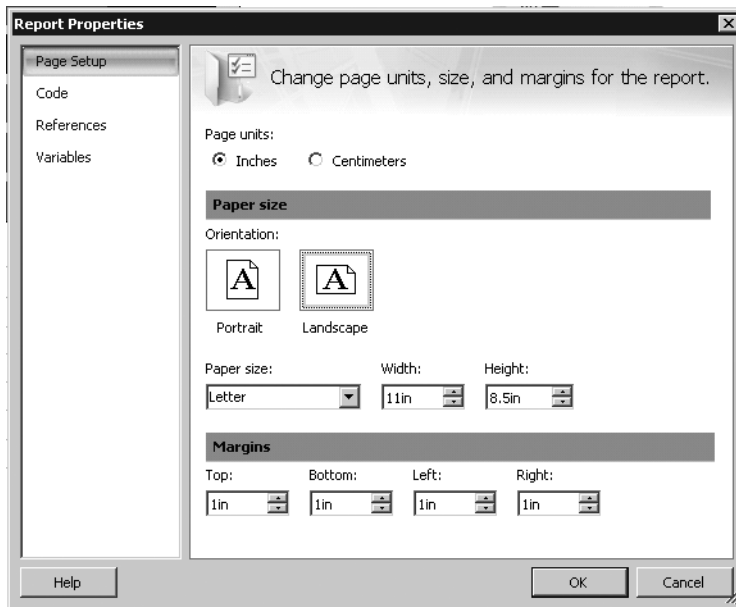 Report Properties
Page Setup
Code
References
Variables
Change page units, size, and margins for the report.
Page units:
Inches Centimeters
Paper size
Orientation:
A A
Portrait Landscape
Paper size: Width: Height:
Letter 11in 8.5in
Margins
Top: Bottom: Left: Right:
1in 1in 1in 1in
Help OK Cancel